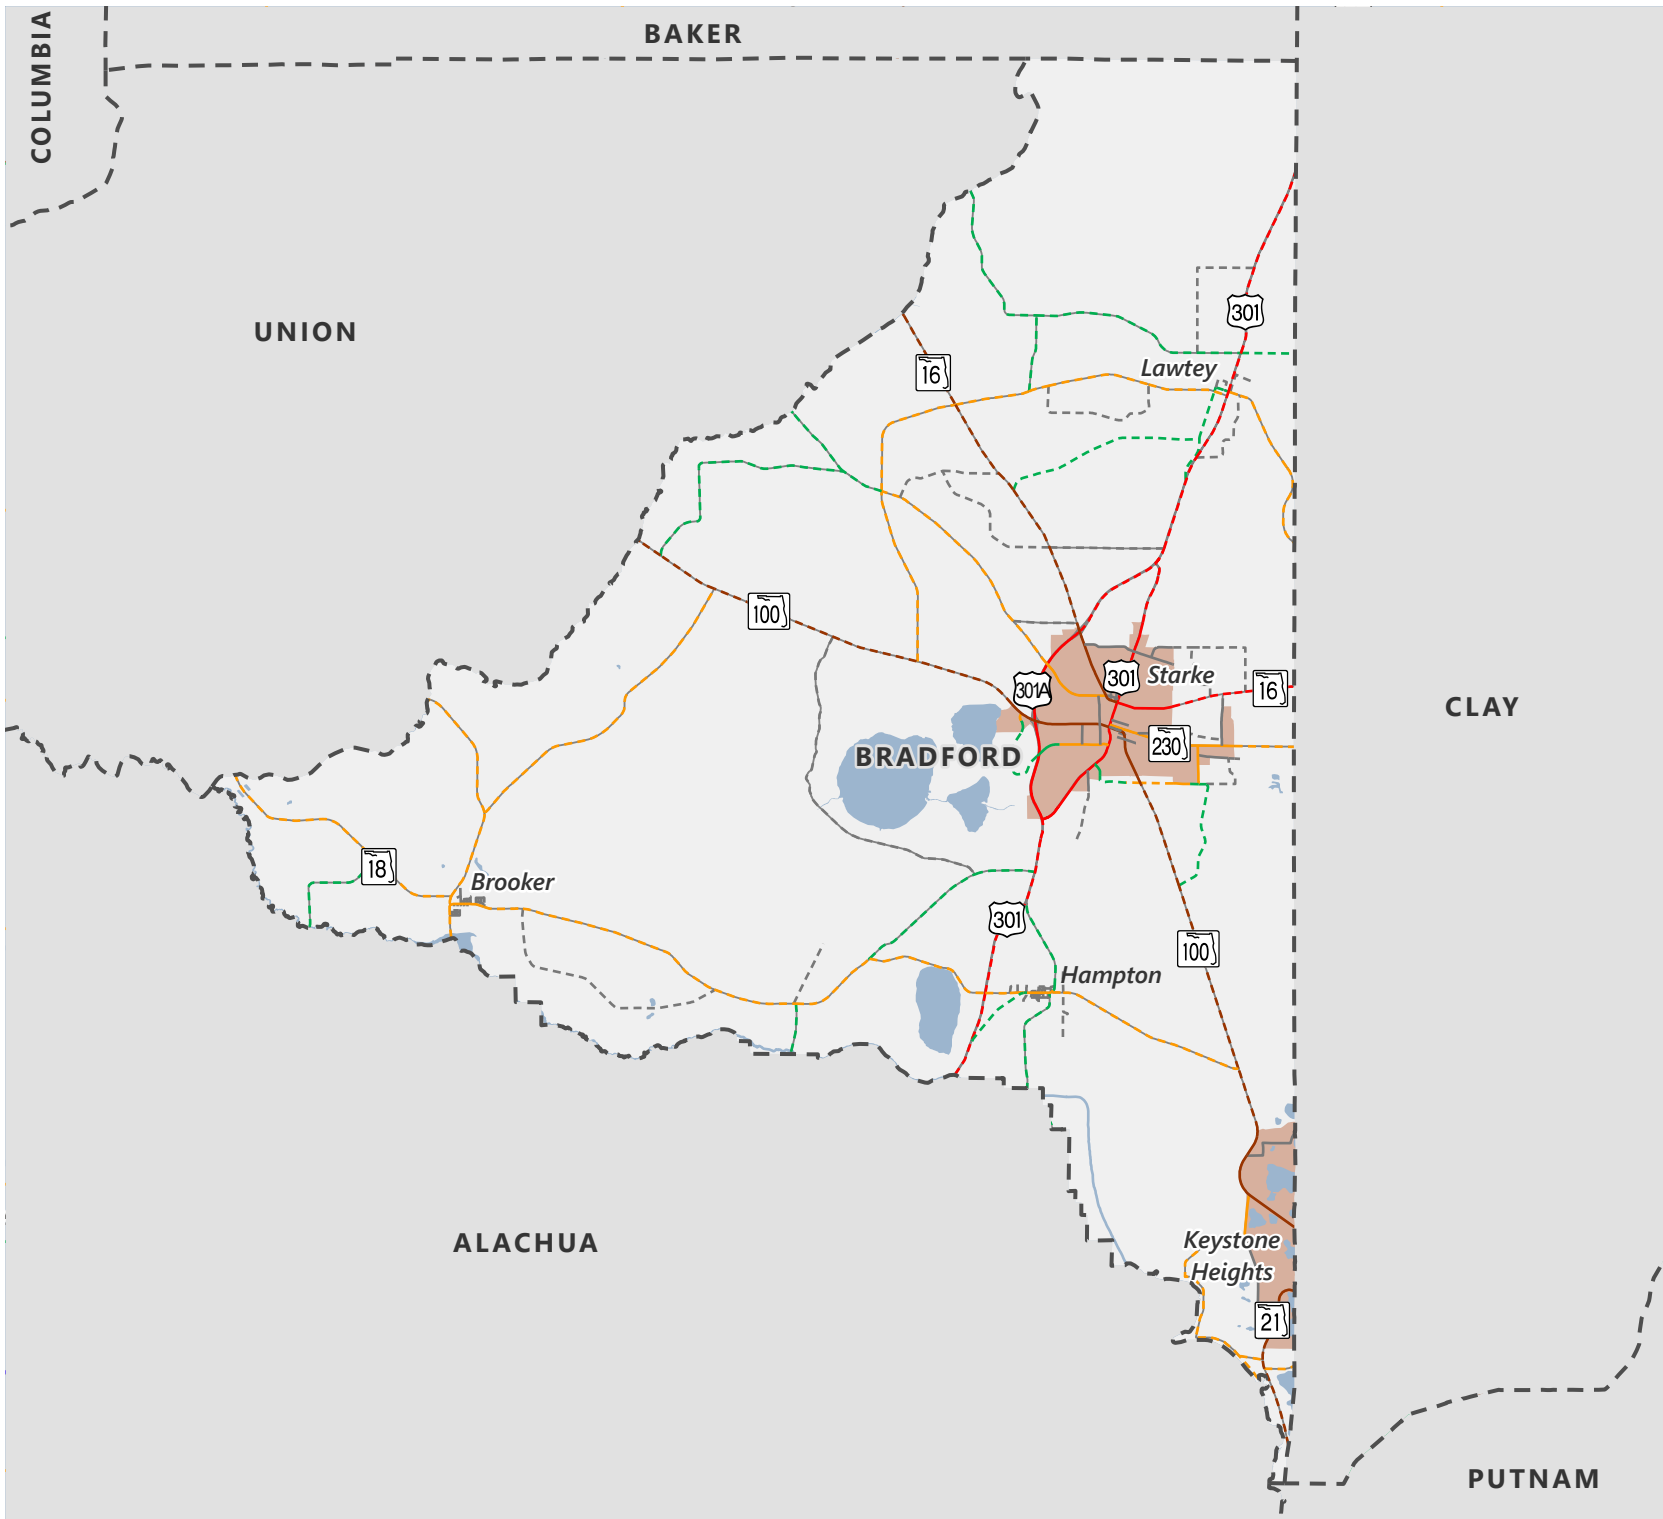 COLUMBIA
BAKER
UNION
301
16
Lawtey
100
301A
301
Starke
16
CLAY
230
BRADFORD
18
Brooker
301
100
Hampton
ALACHUA
Keystone
Heights
21
PUTNAM